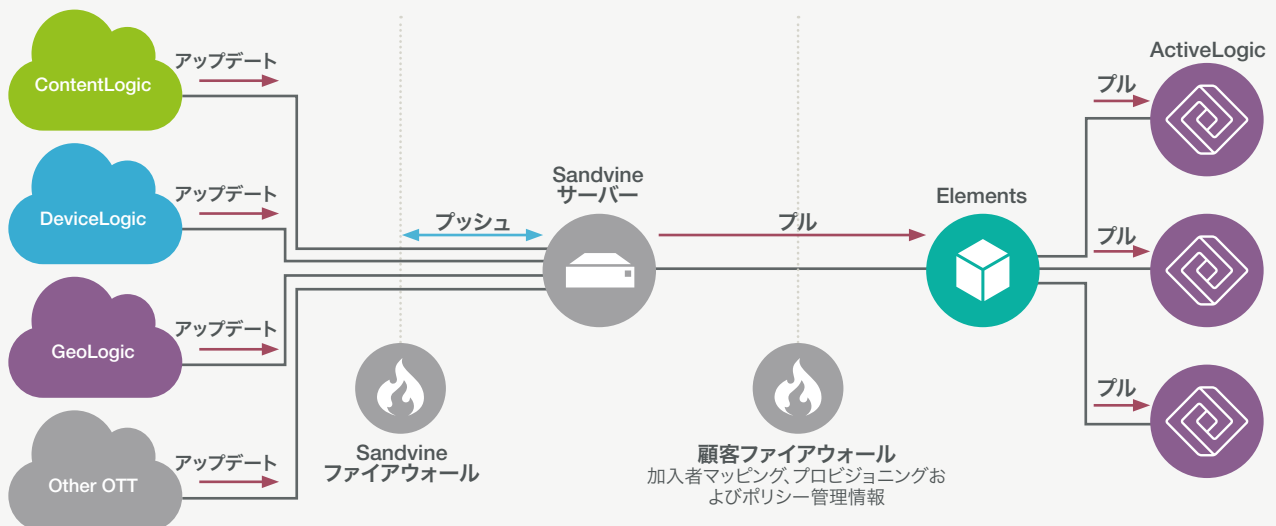 ContentLogic
アップデート
DeviceLogic
アップデート
GeoLogic
アップデート
Other OTT
アップデート
プッシュ
Sandvine
サーバー
プル
Sandvine
ファイアウォール
顧客ファイアウォール
加入者マッピング、プロビジョニングお
よびポリシー管理情報
Elements
ActiveLogic
プル
プル
プル